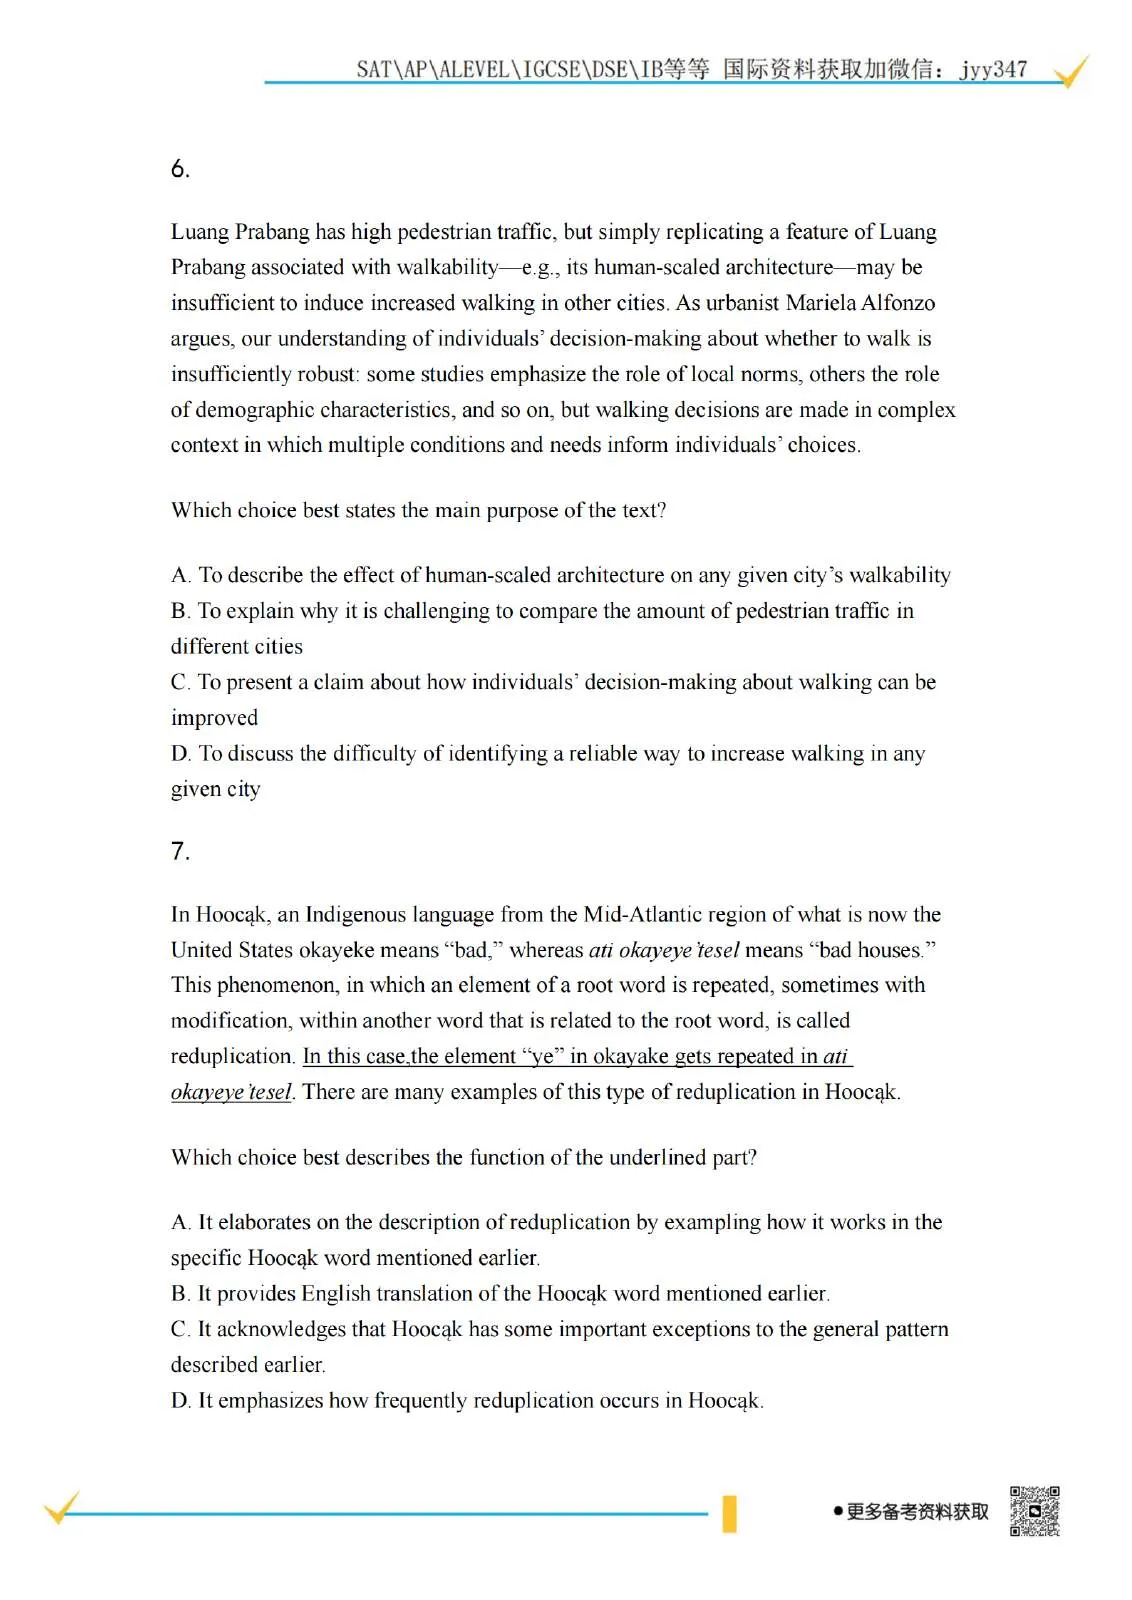 SAT\AP\ALEVEL\IGCSE\DSE\IB等等 国际资料获取加微信: jyy347
6.
Luang Prabang has high pedestrian traffic, but simply replicating a feature of Luang
Prabang associated with walkability—e.g., its human-scaled architecture—may be
insufficient to induce increased walking in other cities. As urbanist Mariela Alfonzo
argues, our understanding of individuals’ decision-making about whether to walk is
insufficiently robust: some studies emphasize the role of local norms, others the role
of demographic characteristics, and so on, but walking decisions are made in complex
context in which multiple conditions and needs inform individuals’ choices.
Which choice best states the main purpose of the text?
A. To describe the effect of human-scaled architecture on any given city’s walkability
B. To explain why it is challenging to compare the amount of pedestrian traffic in
different cities
C. To present a claim about how individuals’ decision-making about walking can be
improved
D. To discuss the difficulty of identifying a reliable way to increase walking in any
given city
7.
In Hoocąk, an Indigenous language from the Mid-Atlantic region of what is now the
United States okayeke means “bad,” whereas ati okayeye’tesel means “bad houses.”
This phenomenon, in which an element of a root word is repeated, sometimes with
modification, within another word that is related to the root word, is called
reduplication. In this case,the element “ye” in okayake gets repeated in ati
okayeye’tesel. There are many examples of this type of reduplication in Hoocąk.
Which choice best describes the function of the underlined part?
A. It elaborates on the description of reduplication by exampling how it works in the
specific Hoocąk word mentioned earlier.
B. It provides English translation of the Hoocąk word mentioned earlier.
C. It acknowledges that Hoocąk has some important exceptions to the general pattern
described earlier.
D. It emphasizes how frequently reduplication occurs in Hoocąk.
●更多备考资料获取